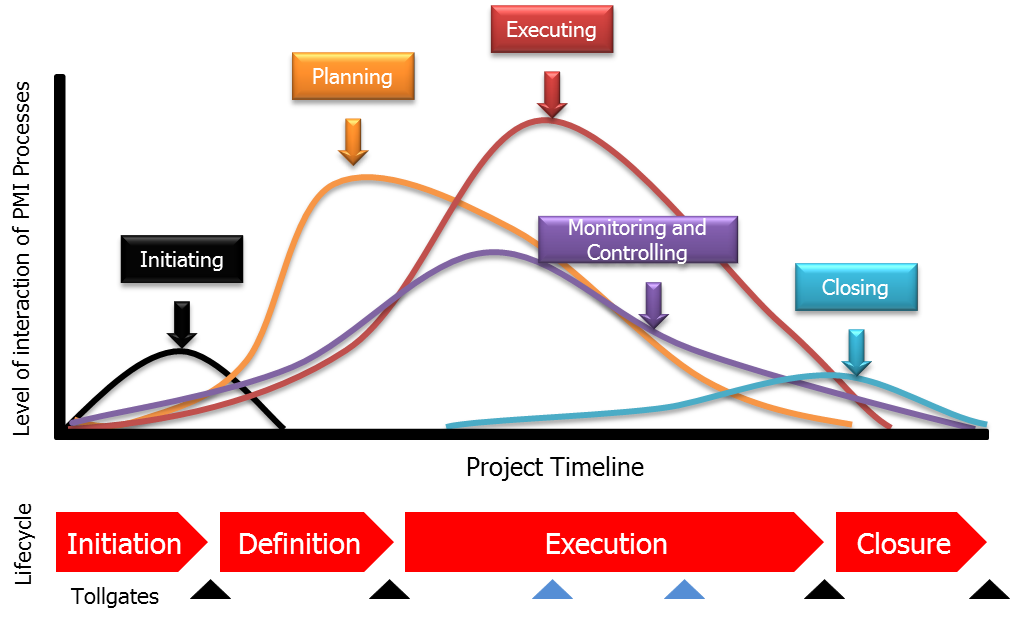 Executing
Planning
Monitoring and
Controlling
Initiating
Closing
Level of interaction of PMI Processes
Project Timeline
Lifecycle
Initiation
Definition
Execution
Closure
Tollgates